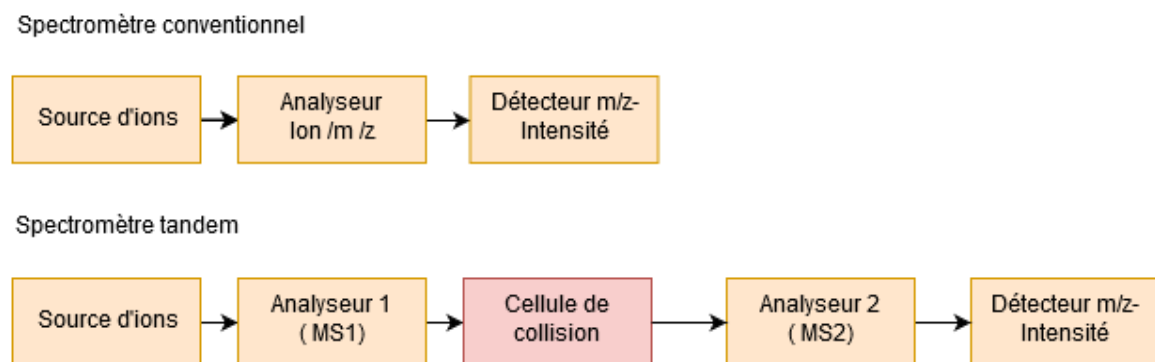 Spectromètre conventionnel
Source d'ions
Analyseur
Ion /m /z
Détecteur m/z-
Intensité
Spectromètre tandem
Source d'ions
Analyseur 1
( MS1)
Cellule de
collision
Analyseur 2
( MS2)
Détecteur m/z-
Intensité